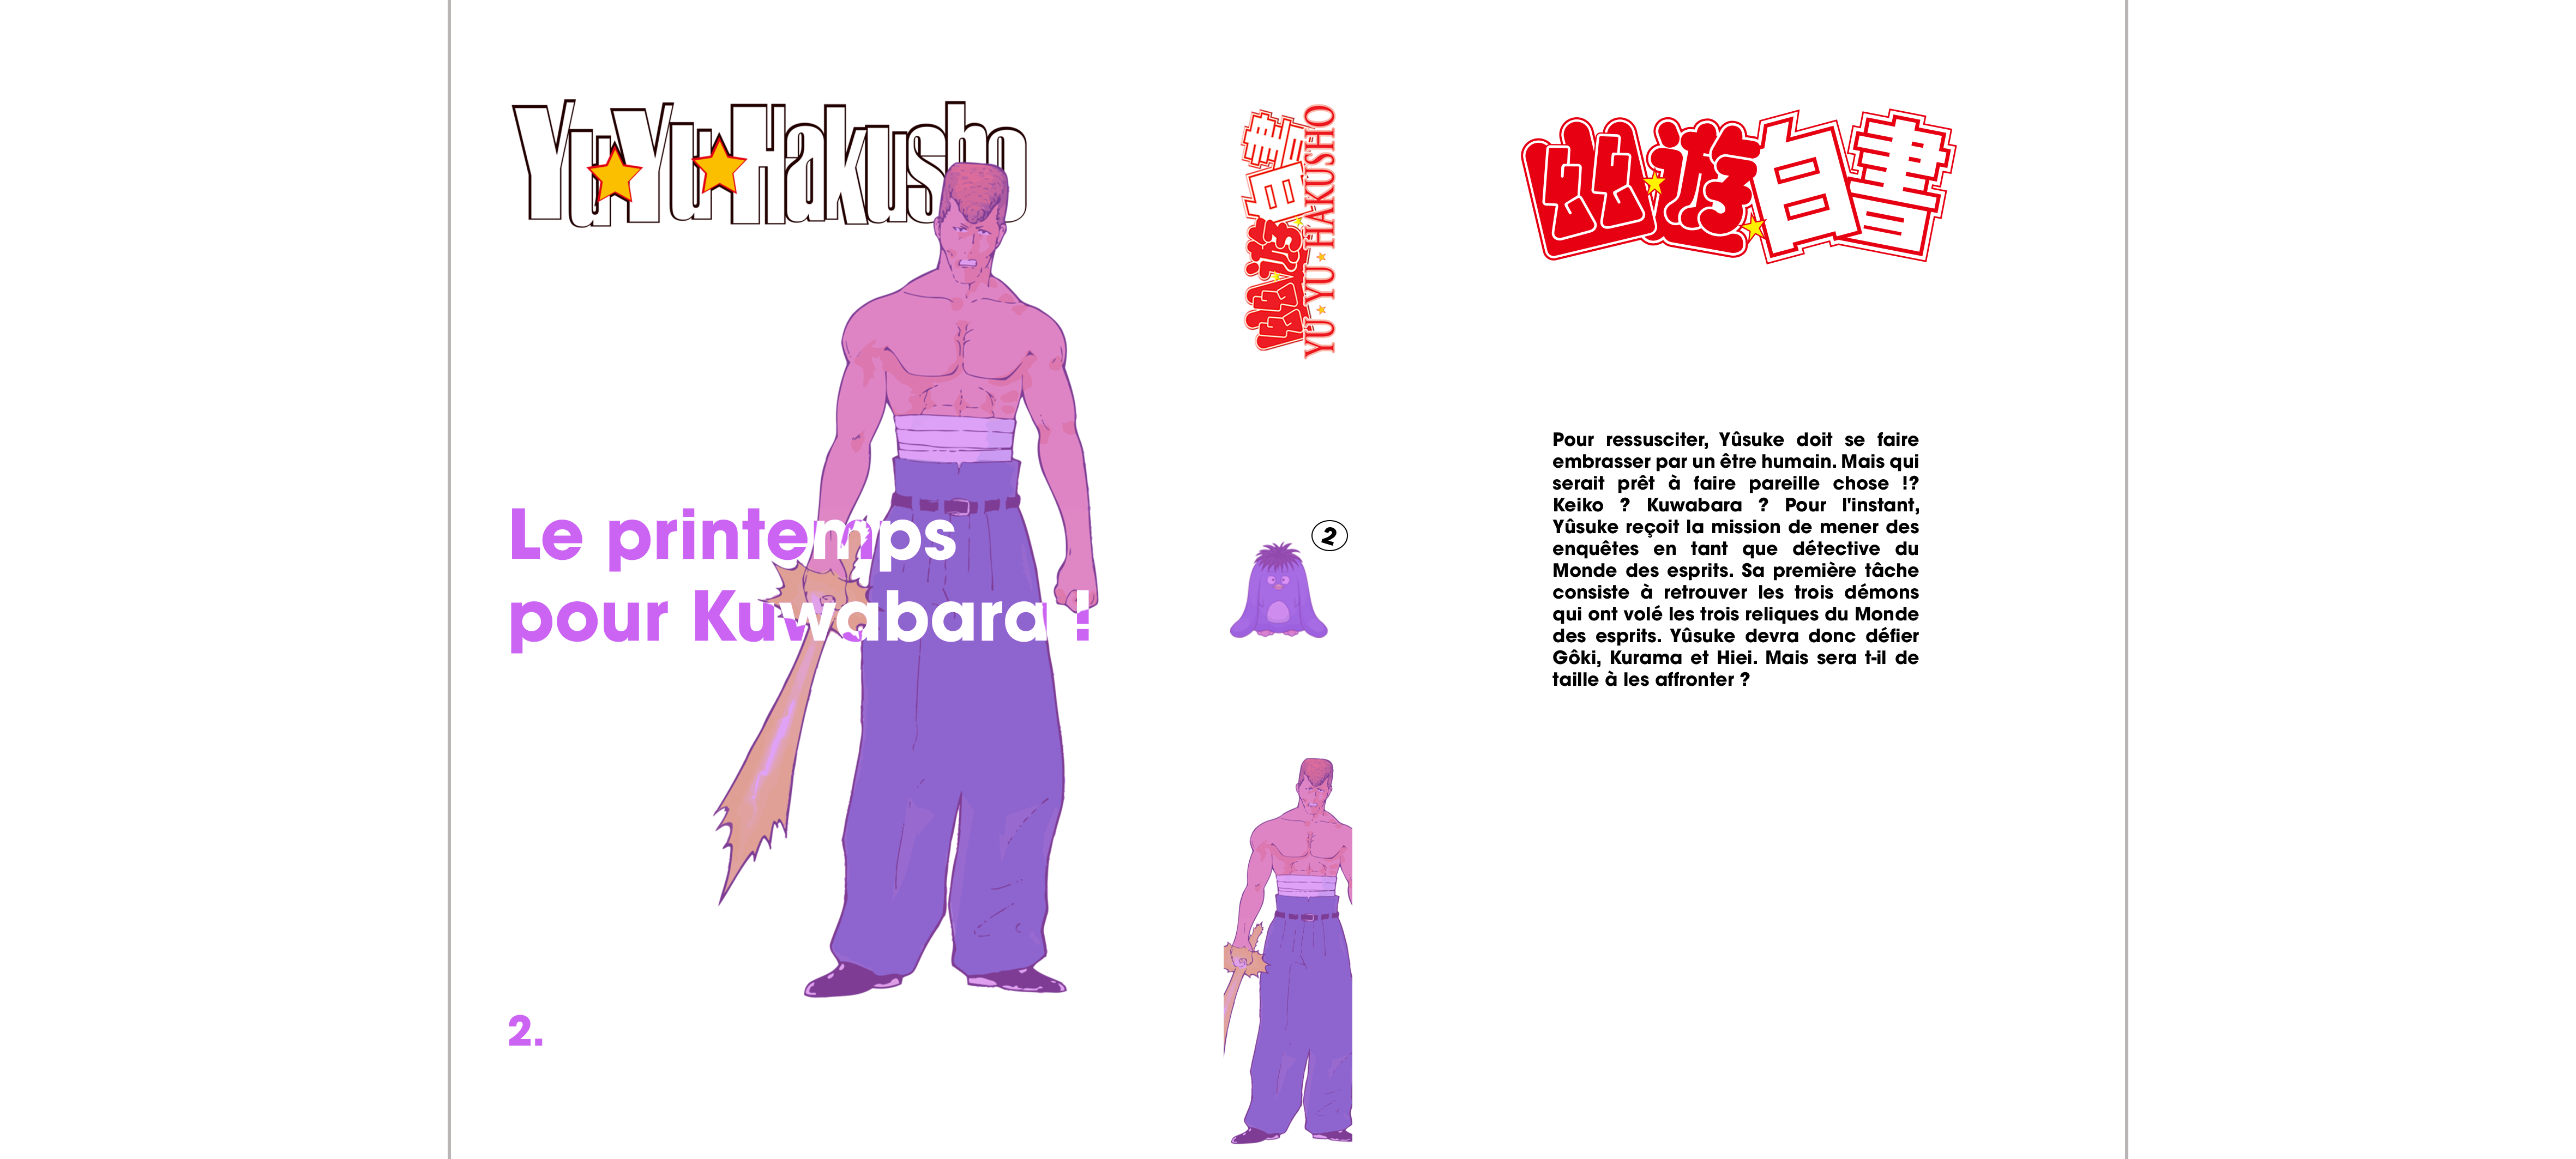 Yu★Yu★Hakusho
Le printemps
pour Kuwabara !
2.
幽★遊★白書
YU★YU★HAKUSHO
2
幽★遊★白書
Pour ressusciter, Yûsuke doit se faire
embrasser par un être humain. Mais qui
serait prêt à faire pareille chose !?
Keiko ? Kuwabara ? Pour l'instant,
Yûsuke reçoit la mission de mener des
enquêtes en tant que détective du
Monde des esprits. Sa première tâche
consiste à retrouver les trois démons
qui ont volé les trois reliques du Monde
des esprits. Yûsuke devra donc défier
Gôki, Kurama et Hiei. Mais sera t-il de
taille à les affronter ?